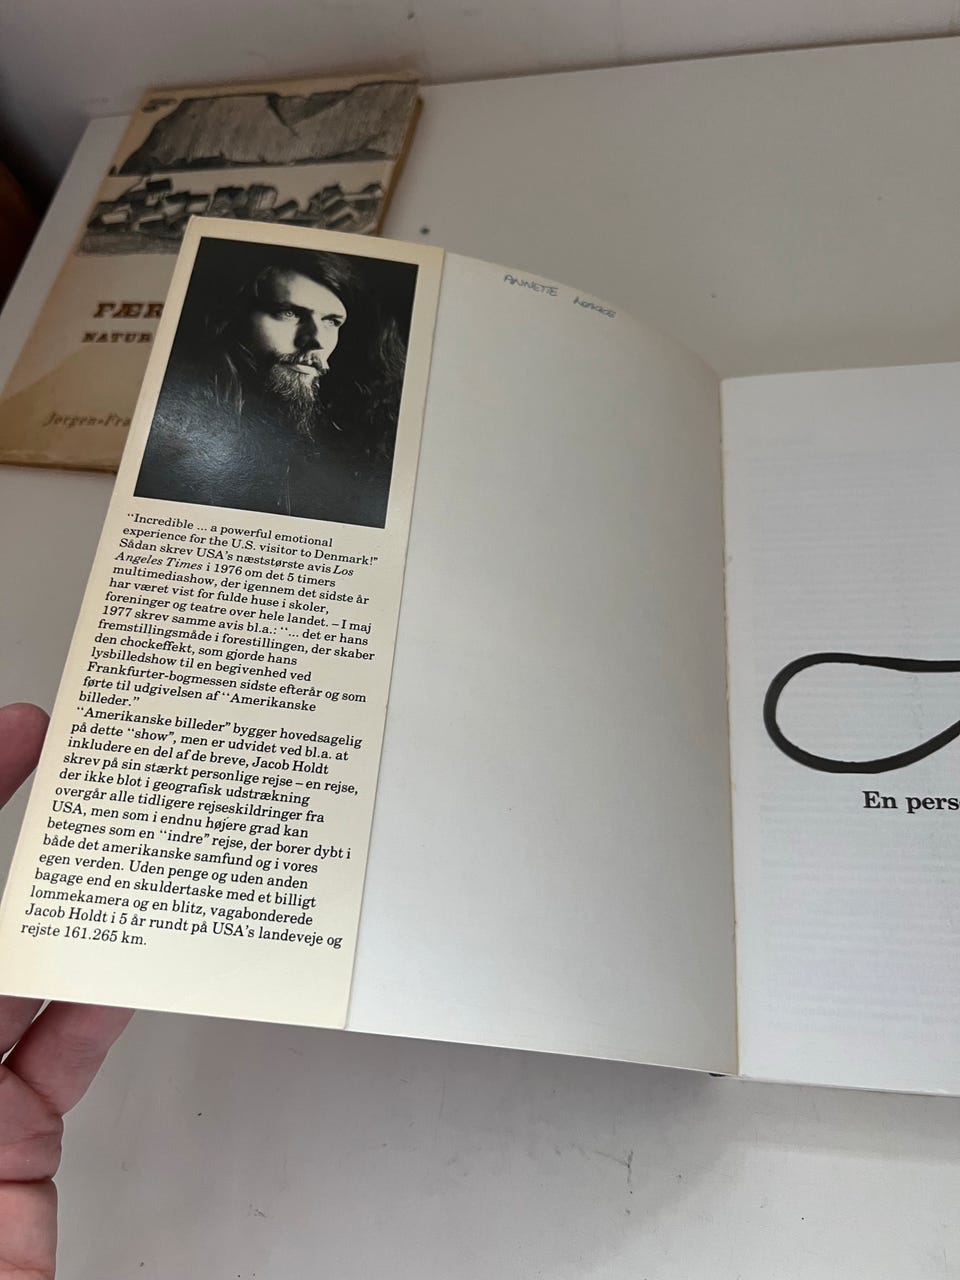 FÆR
NATUR
Jørgen-Fra
ANNETTE
"Incredible ... a powerful emotional
experience for the U.S. visitor to Denmark!"
Sådan skrev USA's næststørste avis Los
Angeles Times i 1976 om det 5 timers
multimediashow, der igennem det sidste år
har været vist for fulde huse i skoler,
foreninger og teatre over hele landet. – I maj
1977 skrev samme avis bl.a.: "... det er hans
fremstillingsmåde i forestillingen, der skaber
den chockeffekt, som gjorde hans
lysbilledshow til en begivenhed ved
Frankfurter-bogmessen sidste efterår og som
førte til udgivelsen af "Amerikanske
billeder."
"Amerikanske billeder" bygger hovedsagelig
på dette "show", men er udvidet ved bl.a. at
inkludere en del af de breve, Jacob Holdt
skrev på sin stærkt personlige rejse – en rejse,
der ikke blot i geografisk udstrækning
overgår alle tidligere rejseskildringer fra
USA, men som i endnu højere grad kan
betegnes som en "indre" rejse, der borer dybt i
både det amerikanske samfund og i vores
egen verden. Uden penge og uden anden
bagage end en skuldertaske med et billigt
lommekamera og en blitz, vagabonderede
Jacob Holdt i 5 år rundt på USA's landeveje og
rejste 161.265 km.
En pers